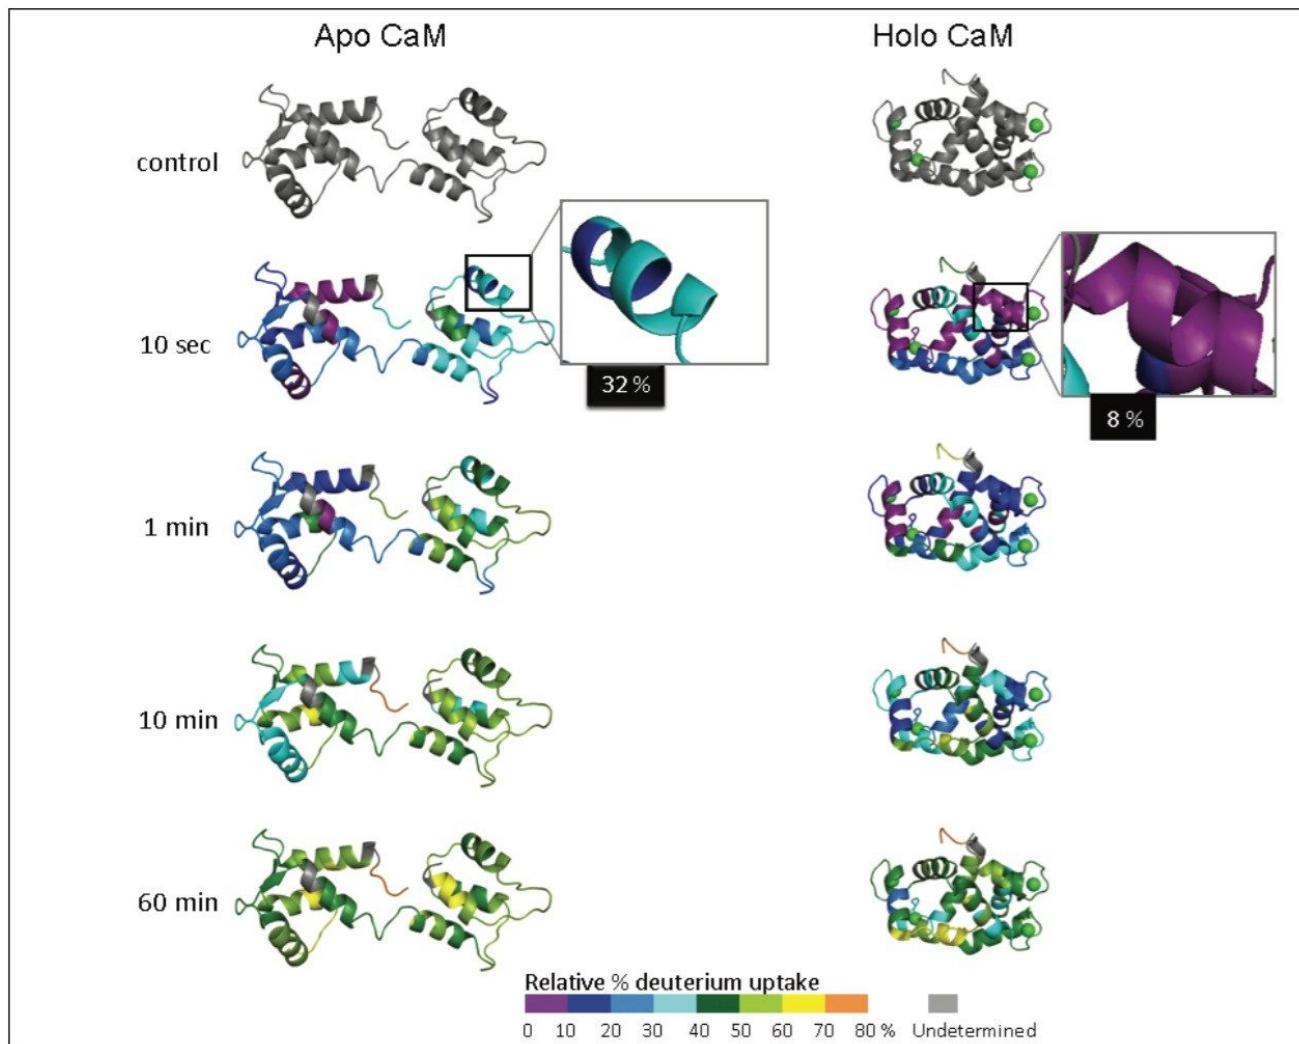 Apo CaM
Holo CaM
control
10 sec
32 %
8 %
1 min
10 min
60 min
Relative % deuterium uptake
0 10 20 30 40 50 60 70 80 % Undetermined